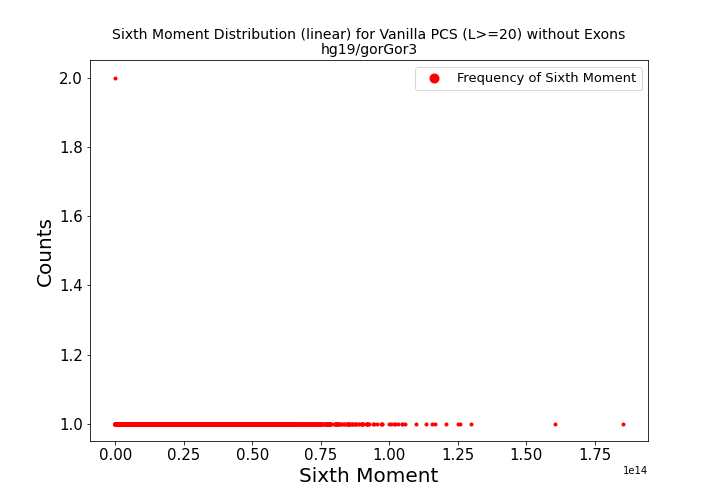 Sixth Moment Distribution (linear) for Vanilla PCS (L>=20) without Exons
hg19/gorGor3
Frequency of Sixth Moment
2.0
1.8
1.6
1.4
1.2
1.0
Counts
0.00 0.25 0.50 0.75 1.00 1.25 1.50 1.75
1e14
Sixth Moment